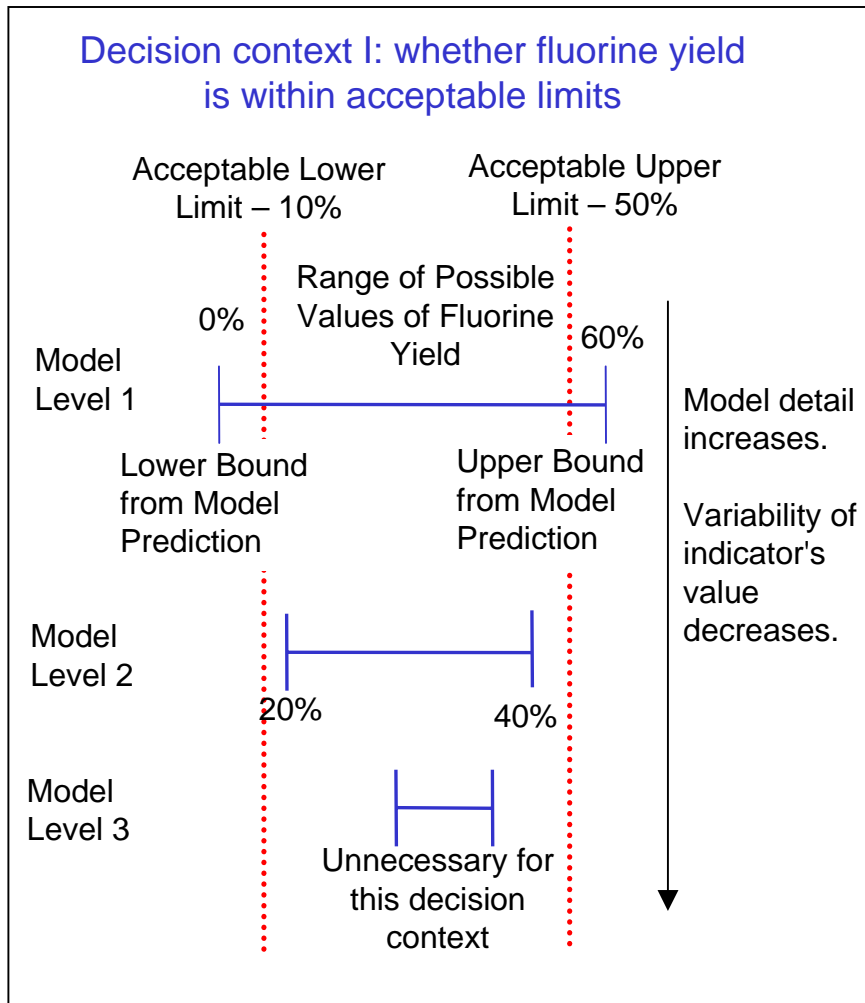 Decision context I: whether fluorine yield
is within acceptable limits
Acceptable Lower
Limit – 10%
Acceptable Upper
Limit – 50%
Range of Possible
Values of Fluorine
Yield
0%
60%
Model
Level 1
Lower Bound
from Model
Prediction
Upper Bound
from Model
Prediction
Model detail
increases.
Variability of
indicator's
value
decreases.
Model
Level 2
20%
40%
Model
Level 3
Unnecessary for
this decision
context